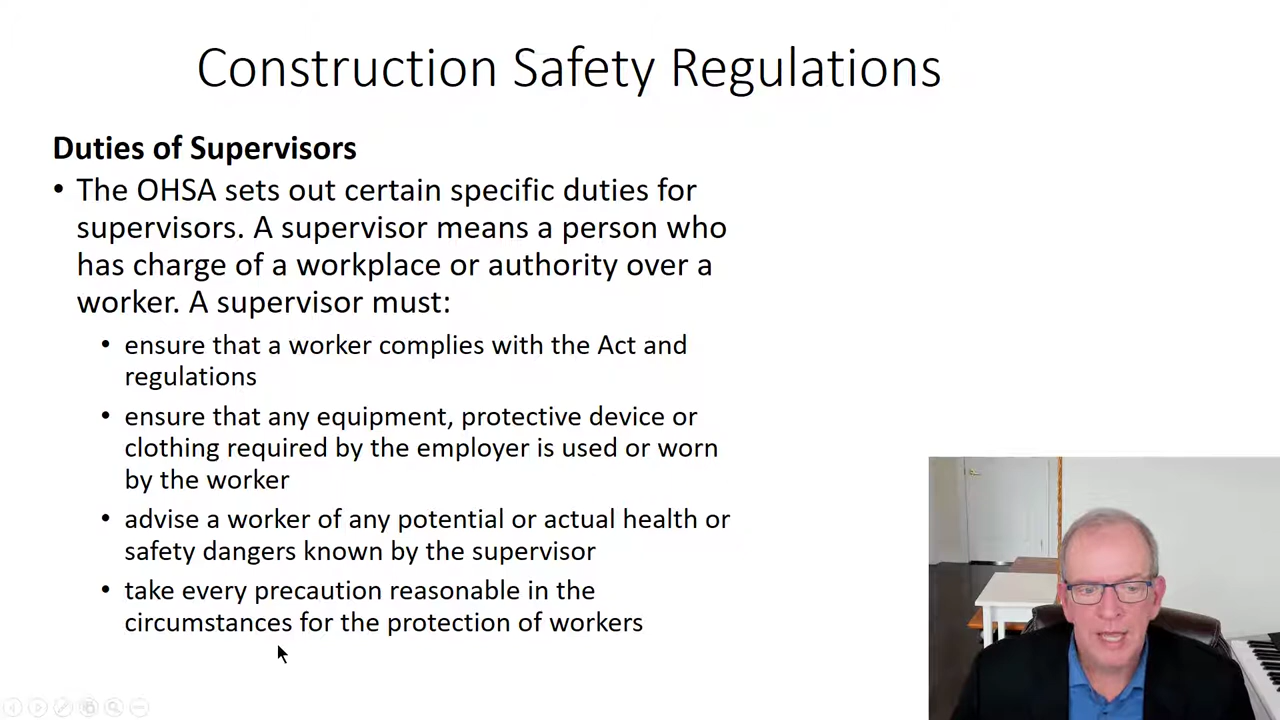 Construction Safety Regulations
Duties of Supervisors
• The OHSA sets out certain specific duties for
supervisors. A supervisor means a person who
has charge of a workplace or authority over a
worker. A supervisor must:
• ensure that a worker complies with the Act and
regulations
• ensure that any equipment, protective device or
clothing required by the employer is used or worn
by the worker
• advise a worker of any potential or actual health or
safety dangers known by the supervisor
• take every precaution reasonable in the
circumstances for the protection of workers